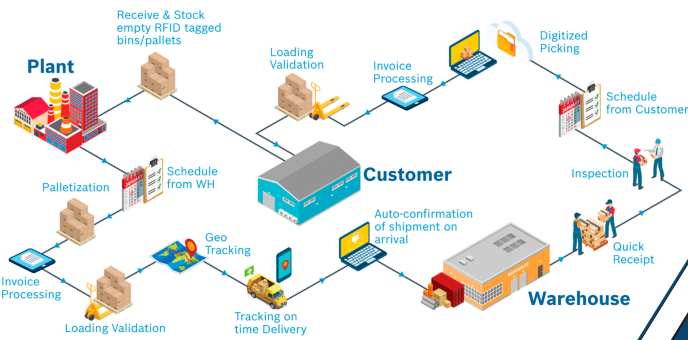 Receive & Stock
empty RFID tagged
bins/pallets
Plant
Loading
Validation
Invoice
Processing
Digitized
Picking
Schedule
from Customer
Inspection
Customer
Schedule
from WH
Palletization
Invoice
Processing
Loading Validation
Geo
Tracking
Tracking on
time Delivery
Auto-confirmation
of shipment on
arrival
Quick
Receipt
Warehouse